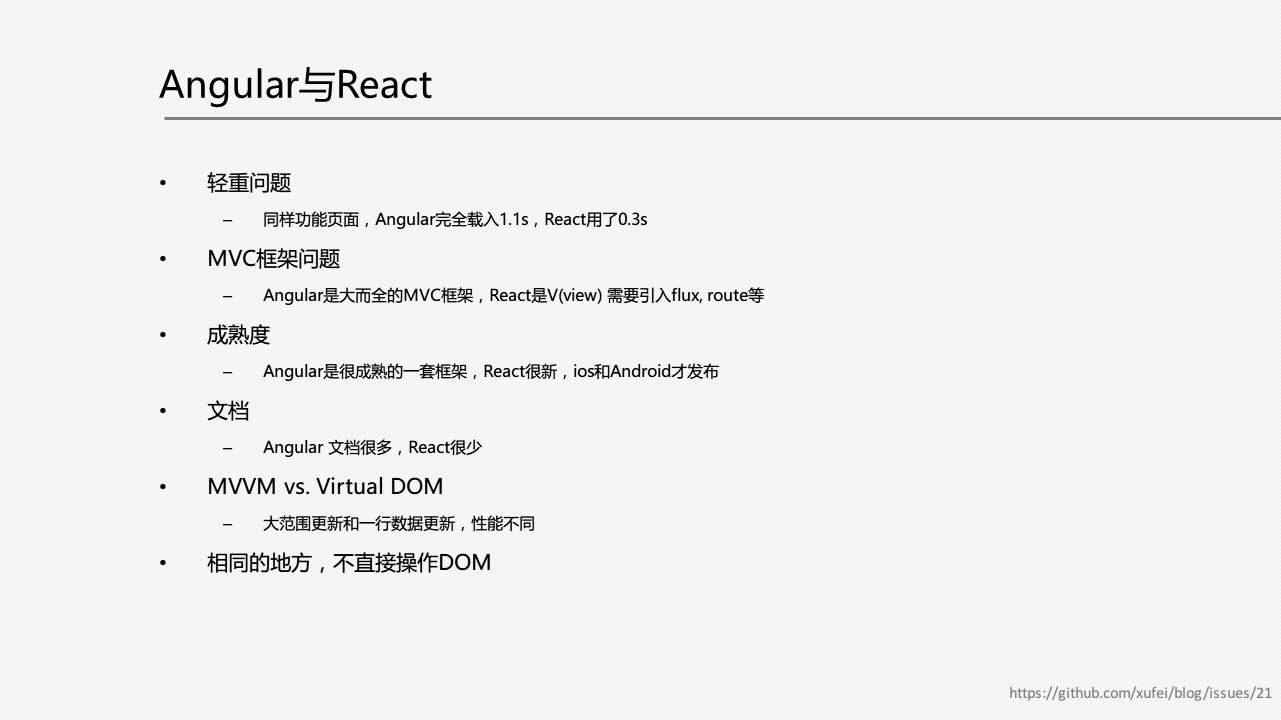 Angular与React
• 轻重问题
– 同样功能页面，Angular完全载入1.1s，React用了0.3s
• MVC框架问题
– Angular是大而全的MVC框架，React是V(view) 需要引入flux, route等
• 成熟度
– Angular是很成熟的一套框架，React很新，ios和Android才发布
• 文档
– Angular 文档很多，React很少
• MVVM vs. Virtual DOM
– 大范围更新和一行数据更新，性能不同
• 相同的地方，不直接操作DOM
https://github.com/xufei/blog/issues/21